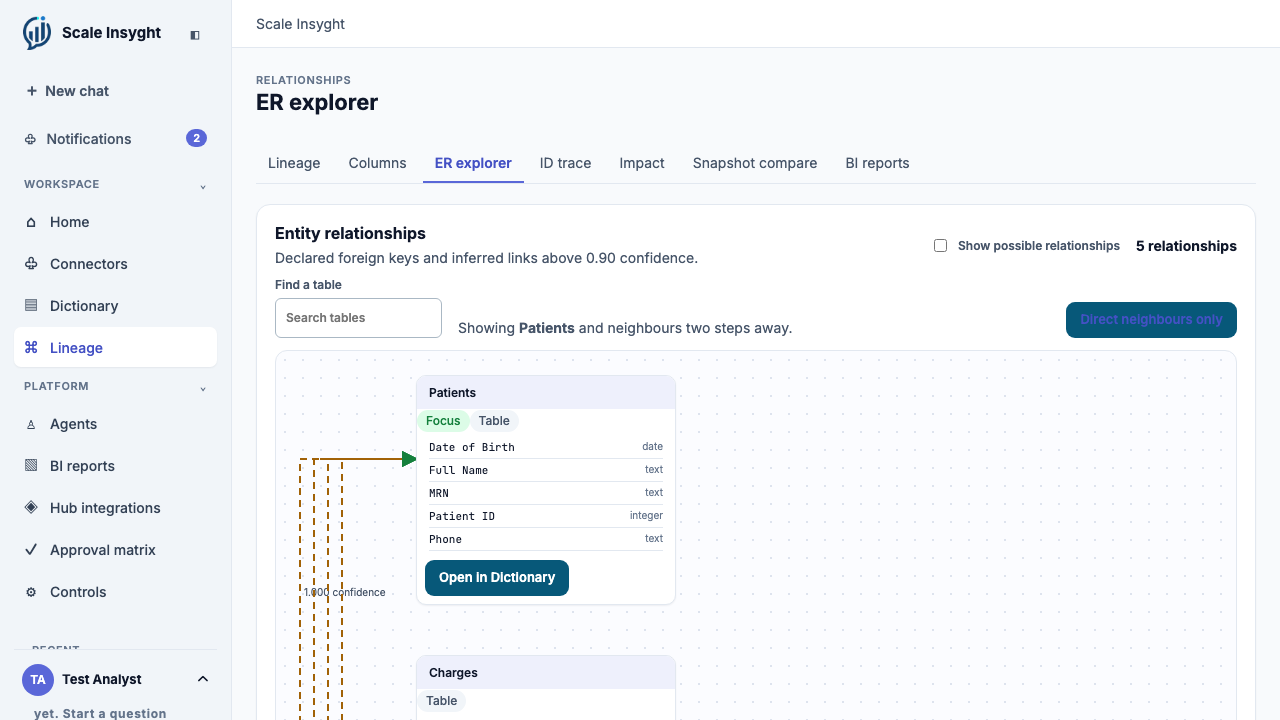 Scale Insyght
+ New chat
Notifications 2
WORKSPACE
Home
Connectors
Dictionary
Lineage
PLATFORM
Agents
BI reports
Hub integrations
Approval matrix
Controls
RECENT
TA Test Analyst
yet. Start a question
Scale Insyght
RELATIONSHIPS
ER explorer
Lineage Columns ER explorer ID trace Impact Snapshot compare BI reports
Entity relationships
Declared foreign keys and inferred links above 0.90 confidence.
Show possible relationships 5 relationships
Find a table
Search tables
Showing Patients and neighbours two steps away.
Direct neighbours only
Patients
Focus Table
Date of Birth date
Full Name text
MRN text
Patient ID integer
Phone text
Open in Dictionary
1.000 confidence
Charges
Table